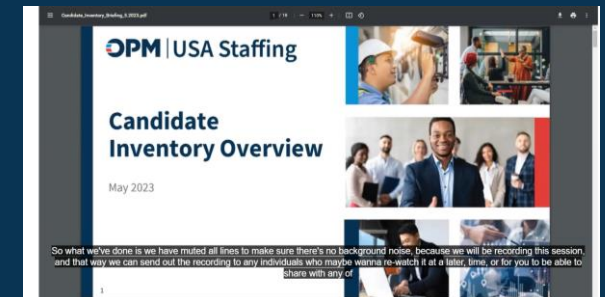 Candidate_Inventory_Briefing_5.2023.pdf
1 / 19
110%
OPM | USA Staffing
Candidate
Inventory Overview
May 2023
So what we've done is we have muted all lines to make sure there's no background noise, because we will be recording this session,
and that way we can send out the recording to any individuals who maybe wanna re-watch it at a later, time, or for you to be able to
share with any of
1